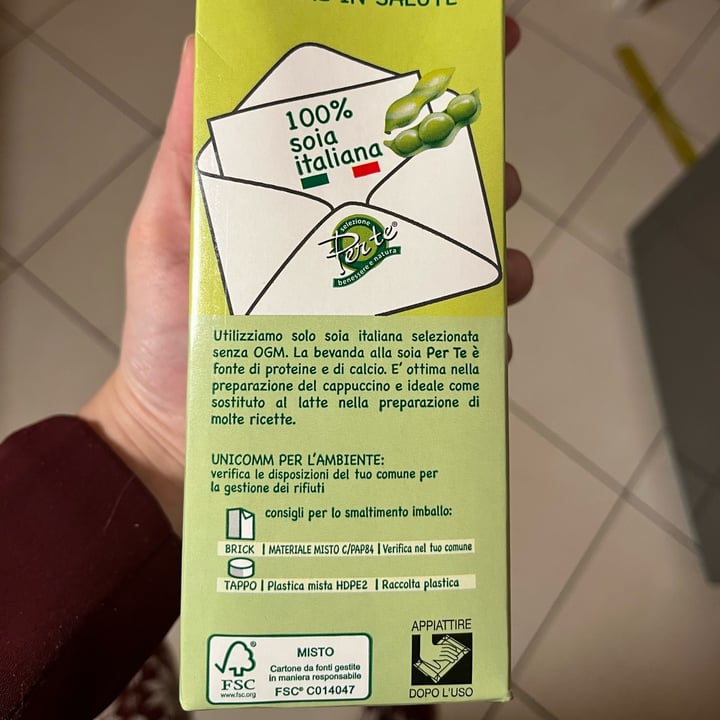 IN SALUTE
100%
soia
italiana
selezione
Per te®
benessere e natura
Utilizziamo solo soia italiana selezionata
senza OGM. La bevanda alla soia Per Te è
fonte di proteine e di calcio. E' ottima nella
preparazione del cappuccino e ideale come
sostituto al latte nella preparazione di
molte ricette.
UNICOMM PER L'AMBIENTE:
verifica le disposizioni del tuo comune per
la gestione dei rifiuti
consigli per lo smaltimento imballo:
BRICK | MATERIALE MISTO C/PAP84 | Verifica nel tuo comune
TAPPO | Plastica mista HDPE2 | Raccolta plastica
FSC
www.fsc.org
MISTO
Cartone da fonti gestite
in maniera responsabile
FSC® C014047
APPIATTIRE
DOPO L'USO